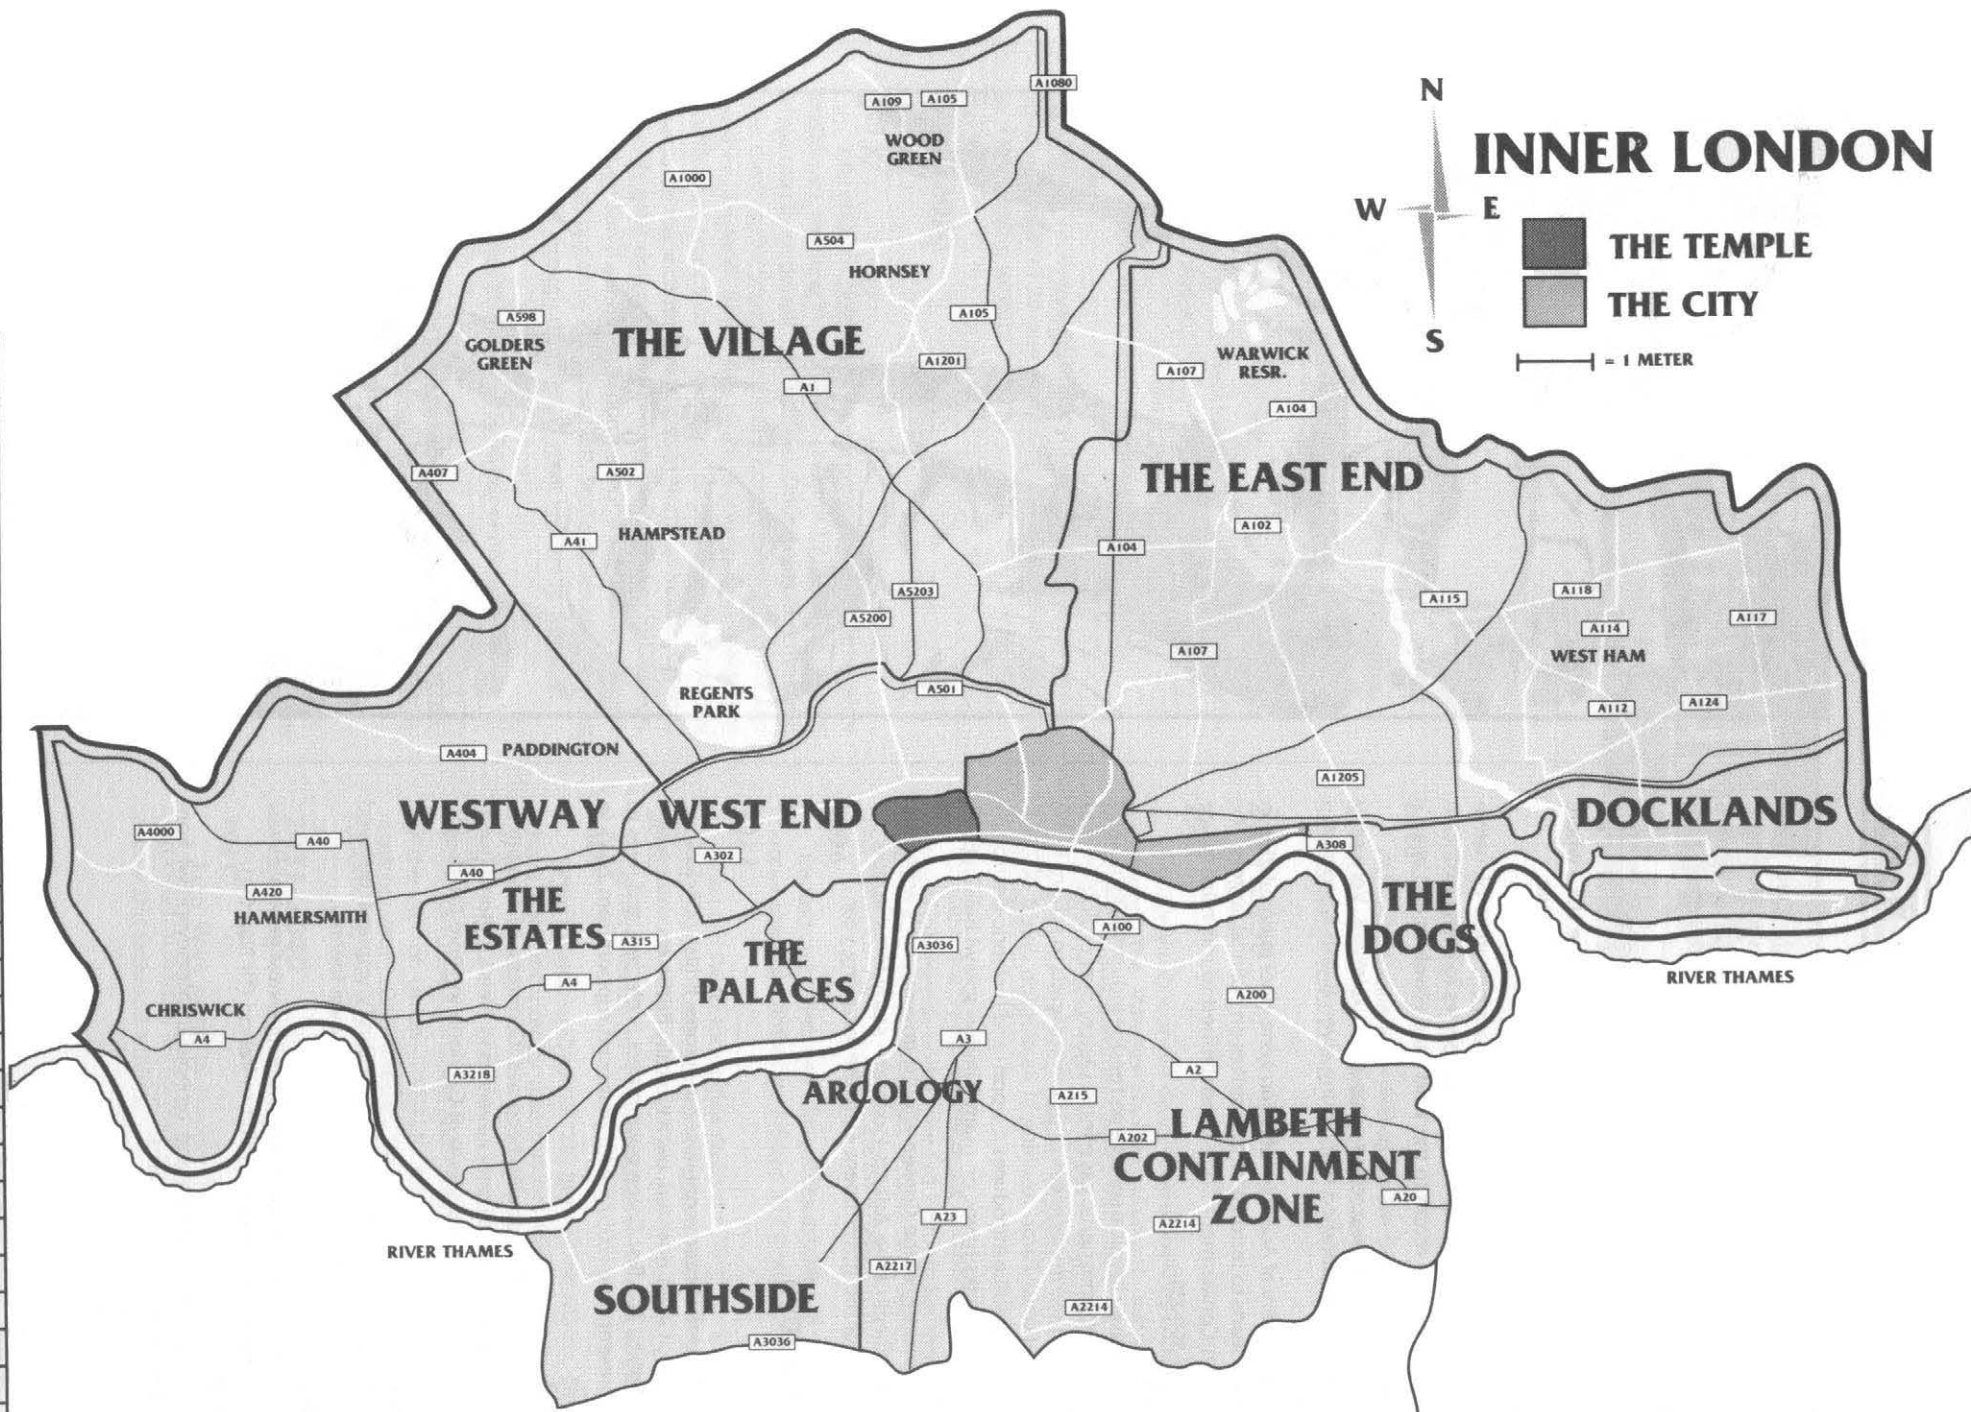 A1080
A109
A105
N
WOOD
GREEN
INNER LONDON
A1000
W
E
A504
THE TEMPLE
HORNSEY
THE CITY
A598
A105
GOLDERS
GREEN
THE VILLAGE
S
WARWICK
RESR.
= 1 METER
A1201
A107
A1
A104
A407
A502
THE EAST END
A41
HAMPSTEAD
A102
A104
A5203
A115
A118
A5200
A114
A117
A107
WEST HAM
REGENTS
PARK
A501
A112
A124
A404
PADDINGTON
A1205
WESTWAY
WEST END
DOCKLANDS
A4000
A40
A302
A308
A40
A420
HAMMERSMITH
THE
ESTATES
THE
DOGS
A315
A3036
A100
THE
PALACES
RIVER THAMES
A4
A200
CHRISWICK
A4
A3
A3218
A2
ARCOLOGY
A215
LAMBETH
CONTAINMENT
ZONE
A202
A20
A23
A2214
RIVER THAMES
A2217
SOUTHSIDE
A2214
A3036